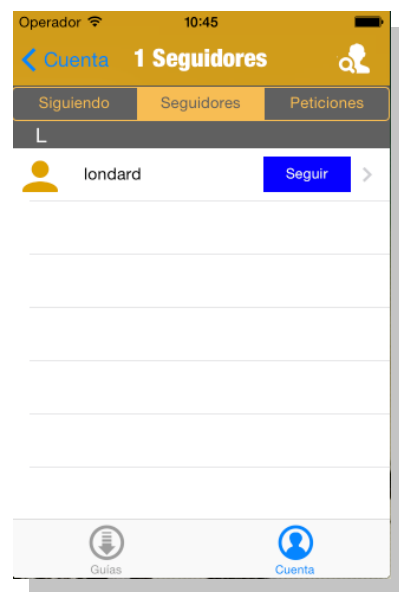 Operador 10:45
Cuenta 1 Seguidores
Siguiendo Seguidores Peticiones
L
londard Seguir
Guías Cuenta